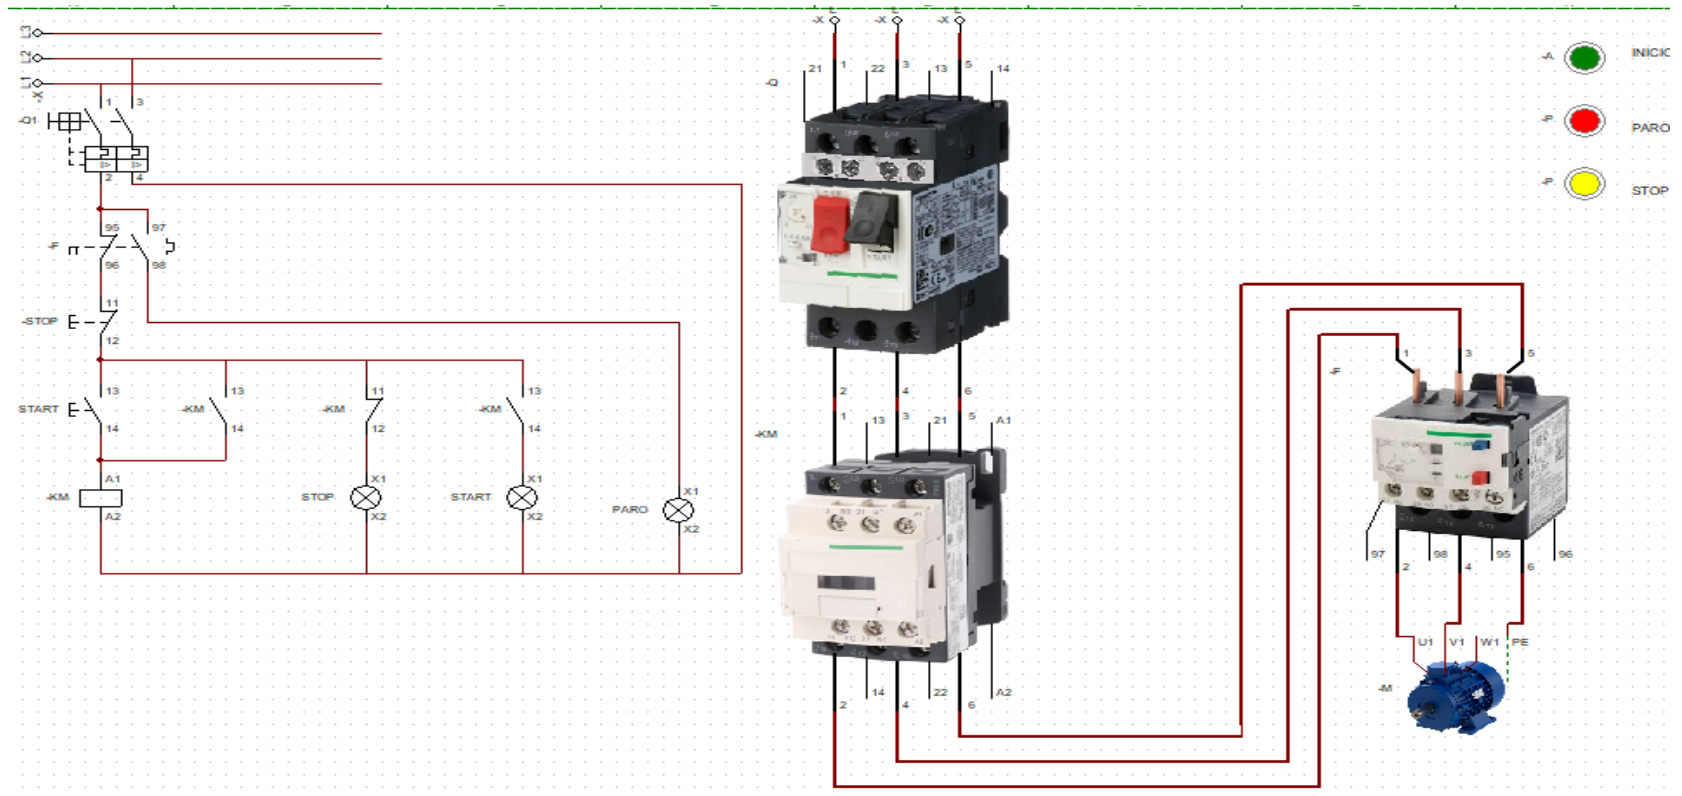 L3
L2
L1
-X
1 3
-Q1
I> I>
2 4
95 97
-F
96 98
11
-STOP
12
13 13 11 13
START -KM -KM -KM
14 14 12 14
A1 X1 X1 X1
-KM STOP START PARO
A2 X2 X2 X2
-X -X -X
1 3 5
21 22 13 14
-Q
START
2 4 6
1 13 3 21 5 A1
-KM
14 22 A2
2 4 6
1 3 5
-F
97 98 95 96
2 4 6
U1 V1 W1 PE
-M
-A INICIO
-P PARO
-P STOP